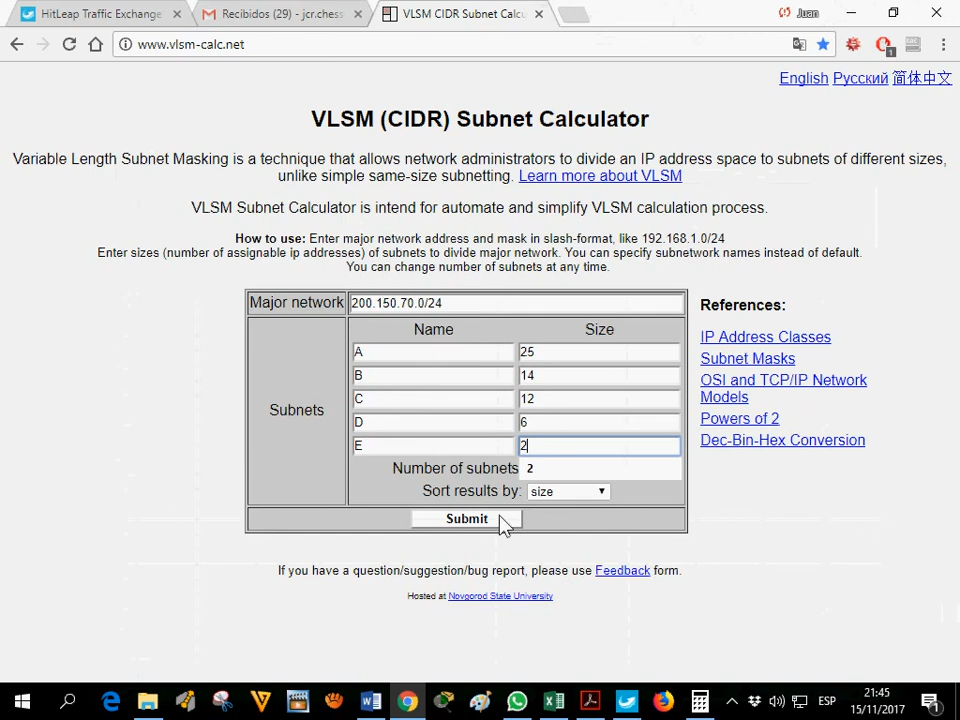 HitLeap Traffic Exchange
Recibidos (29) - jcr.chess
VLSM CIDR Subnet Calcu
Juan
www.vlsm-calc.net
1
English Русский 简体中文
VLSM (CIDR) Subnet Calculator
Variable Length Subnet Masking is a technique that allows network administrators to divide an IP address space to subnets of different sizes,
unlike simple same-size subnetting. Learn more about VLSM
VLSM Subnet Calculator is intend for automate and simplify VLSM calculation process.
How to use: Enter major network address and mask in slash-format, like 192.168.1.0/24
Enter sizes (number of assignable ip addresses) of subnets to divide major network. You can specify subnetwork names instead of default.
You can change number of subnets at any time.
Major network 200.150.70.0/24
Name Size
A 25
B 14
C 12
D 6
E 2
Subnets
Number of subnets 2
Sort results by: size
Submit
References:
IP Address Classes
Subnet Masks
OSI and TCP/IP Network
Models
Powers of 2
Dec-Bin-Hex Conversion
If you have a question/suggestion/bug report, please use Feedback form.
Hosted at Novgorod State University
ESP
21:45
15/11/2017
1